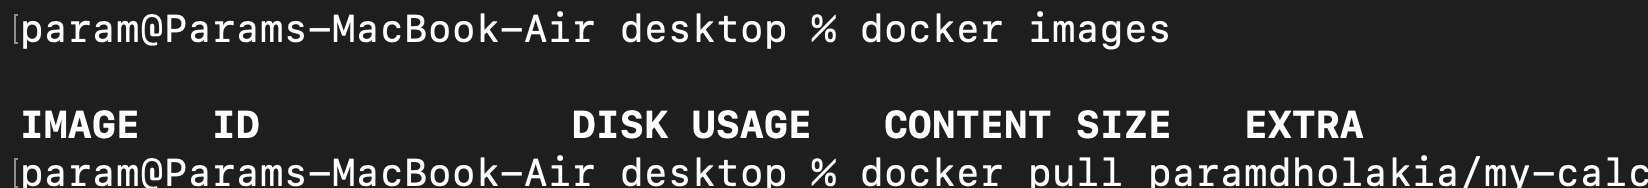 param@Params-MacBook-Air desktop % docker images
IMAGE   ID             DISK USAGE   CONTENT SIZE   EXTRA
param@Params-MacBook-Air desktop % docker pull paramdholakia/my-calc